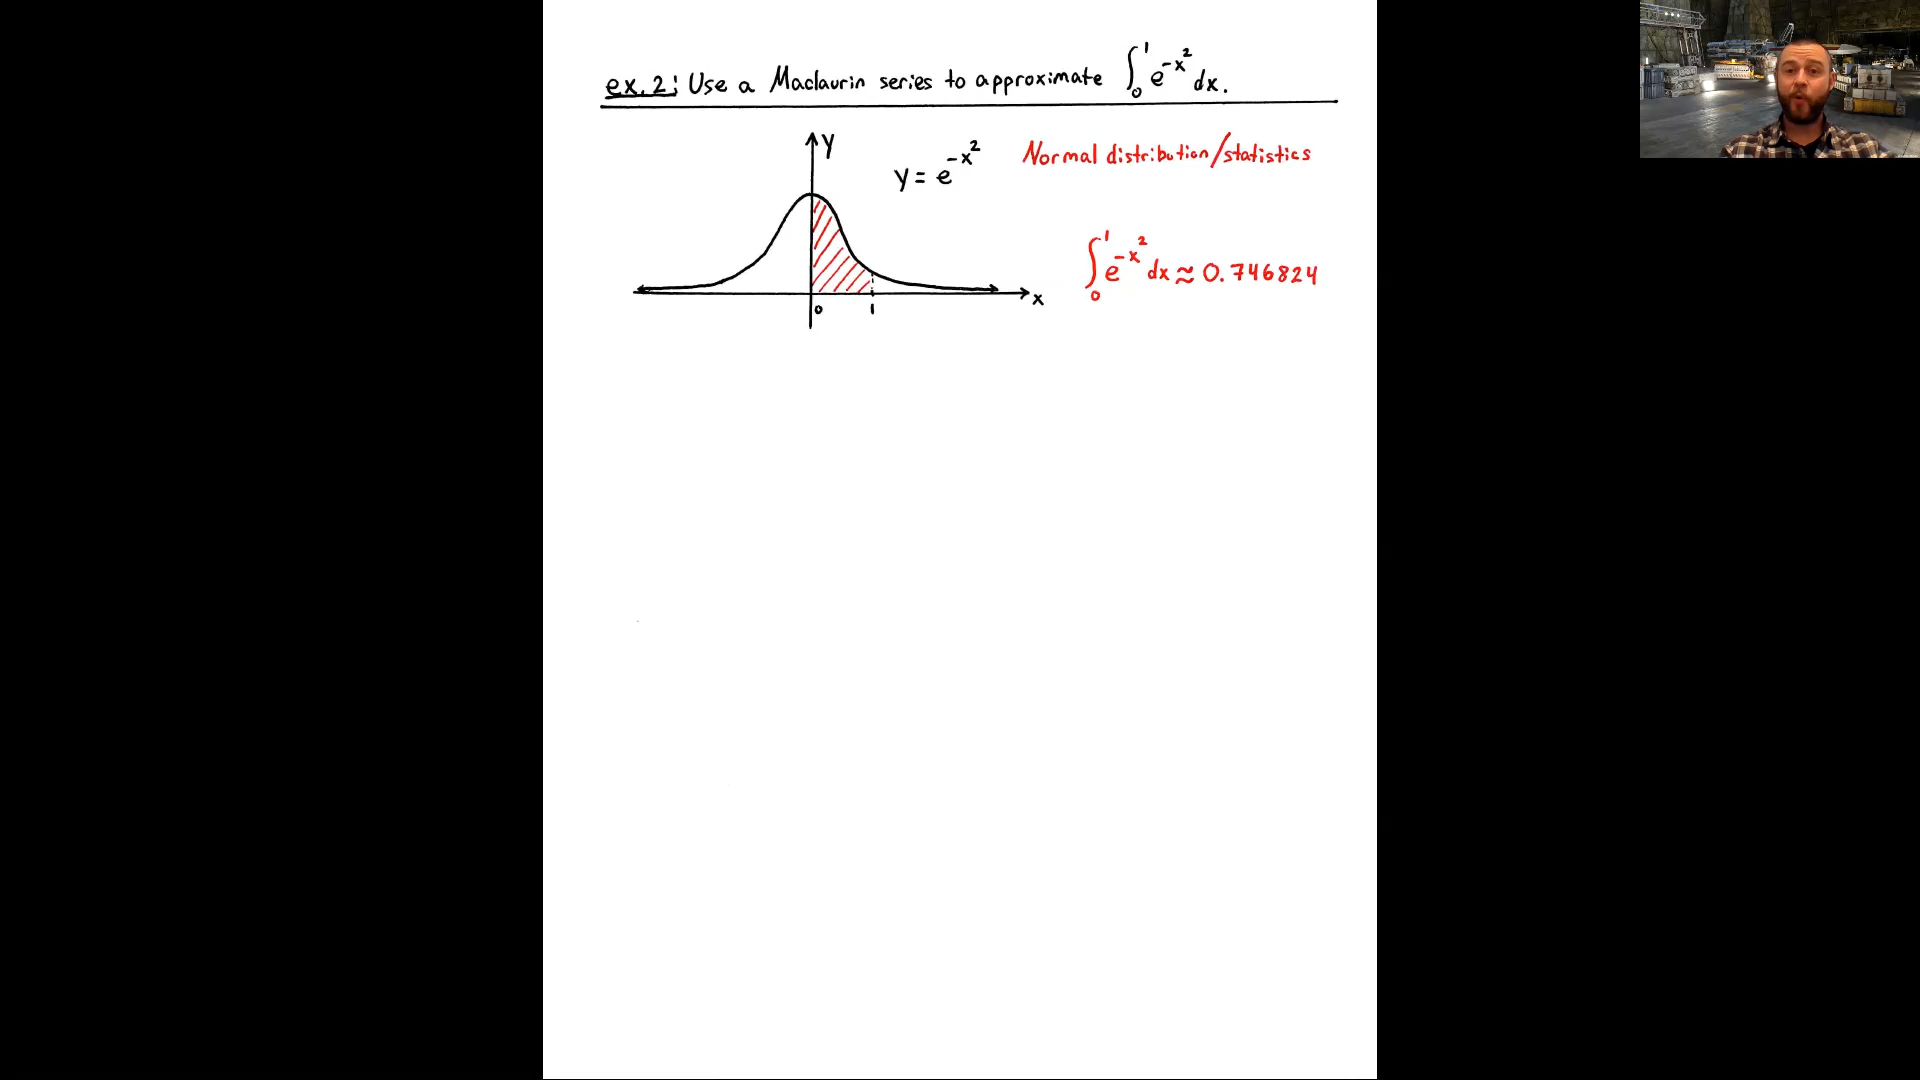 ex. 2: Use a Maclaurin series to approximate ∫₀¹ e^(-x²) dx.
y
y = e^(-x²)
Normal distribution/statistics
∫₀¹ e^(-x²) dx ≈ 0.746824
x
0 1